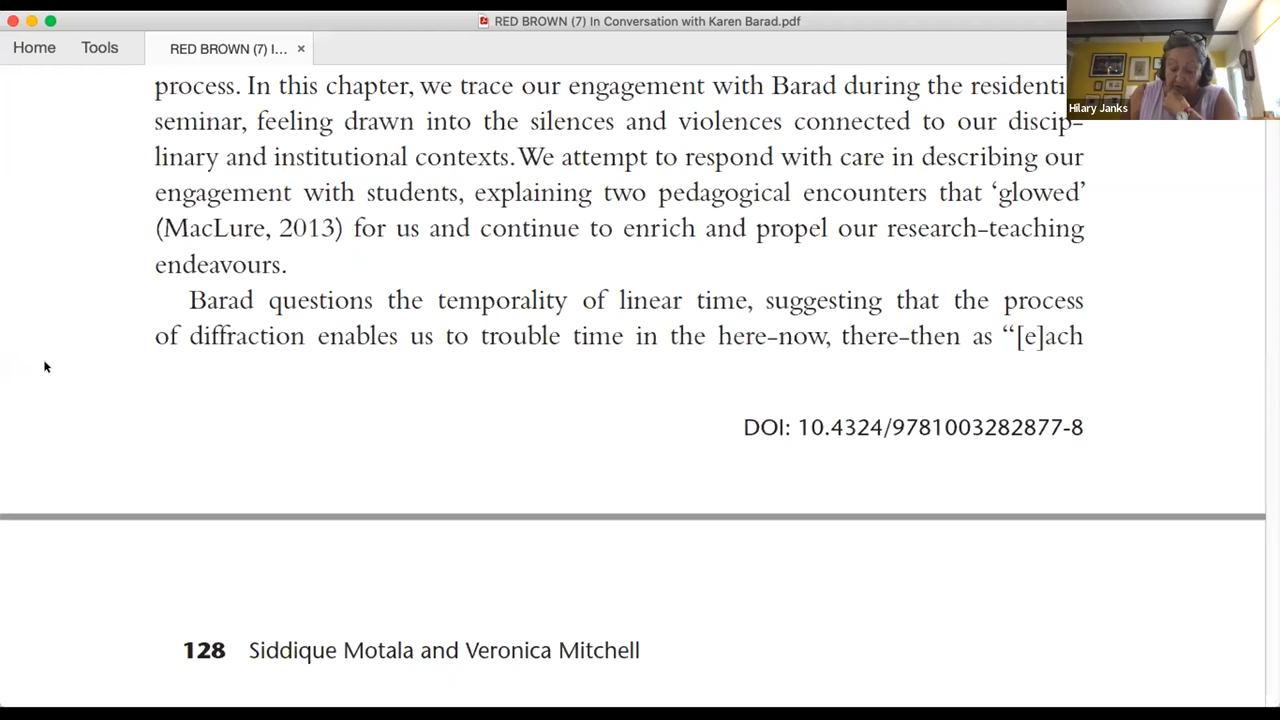 RED BROWN (7) In Conversation with Karen Barad.pdf
Home Tools RED BROWN (7) I... ×
Hilary Janks
process. In this chapter, we trace our engagement with Barad during the residenti
seminar, feeling drawn into the silences and violences connected to our discip-
linary and institutional contexts. We attempt to respond with care in describing our
engagement with students, explaining two pedagogical encounters that ‘glowed’
(MacLure, 2013) for us and continue to enrich and propel our research-teaching
endeavours.
Barad questions the temporality of linear time, suggesting that the process
of diffraction enables us to trouble time in the here-now, there-then as “[e]ach
DOI: 10.4324/9781003282877-8
128 Siddique Motala and Veronica Mitchell